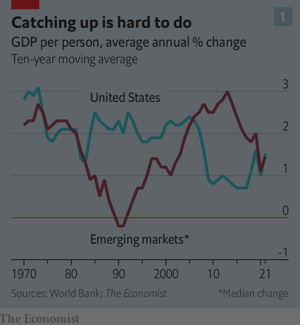 Catching up is hard to do
1
GDP per person, average annual % change
Ten-year moving average
United States
3
2
1
0
-1
Emerging markets*
1970 80 90 2000 10 21
Sources: World Bank; The Economist *Median change
The Economist